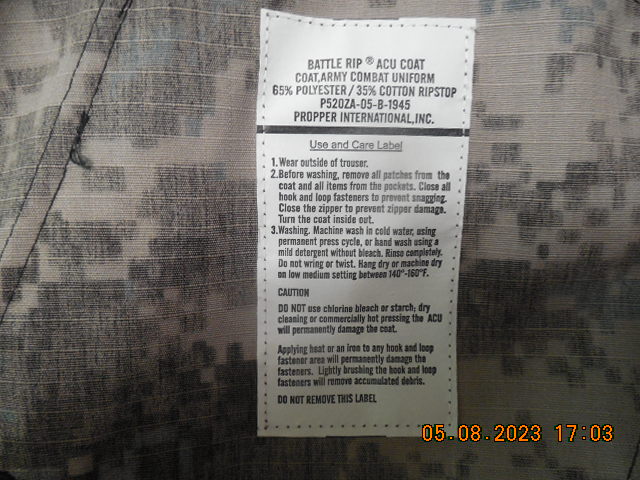 BATTLE RIP ® ACU COAT
COAT,ARMY COMBAT UNIFORM
65% POLYESTER / 35% COTTON RIPSTOP
P520ZA-05-B-1945
PROPPER INTERNATIONAL,INC.
Use and Care Label
1. Wear outside of trouser.
2. Before washing, remove all patches from the
coat and all items from the pockets. Close all
hook and loop fasteners to prevent snagging.
Close the zipper to prevent zipper damage.
Turn the coat inside out.
3. Washing. Machine wash in cold water, using
permanent press cycle, or hand wash using a
mild detergent without bleach. Rinse completely.
Do not wring or twist. Hang dry or machine dry
on low medium setting between 140°-160°F.
CAUTION
DO NOT use chlorine bleach or starch; dry
cleaning or commercially hot pressing the ACU
will permanently damage the coat.
Applying heat or an iron to any hook and loop
fastener area will permanently damage the
fasteners. Lightly brushing the hook and loop
fasteners will remove accumulated debris.
DO NOT REMOVE THIS LABEL
05.08.2023 17:03